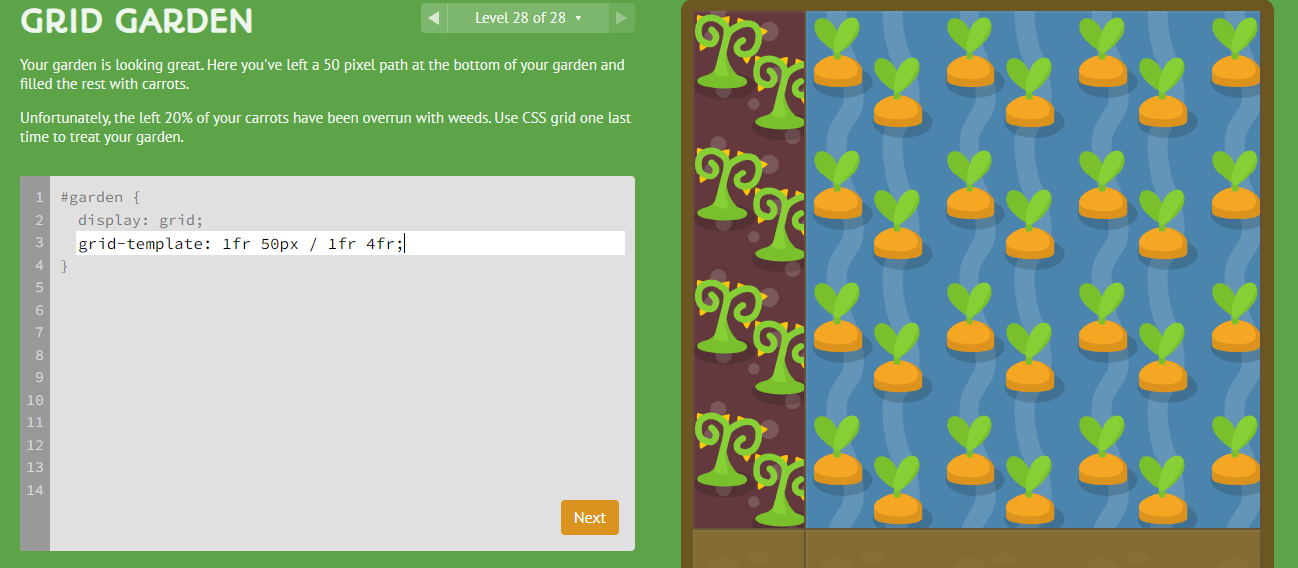 GRID GARDEN
Level 28 of 28
Your garden is looking great. Here you've left a 50 pixel path at the bottom of your garden and
filled the rest with carrots.
Unfortunately, the left 20% of your carrots have been overrun with weeds. Use CSS grid one last
time to treat your garden.
1 #garden {
2 display: grid;
3 grid-template: 1fr 50px / 1fr 4fr;
4 }
5
6
7
8
9
10
11
12
13
14
Next